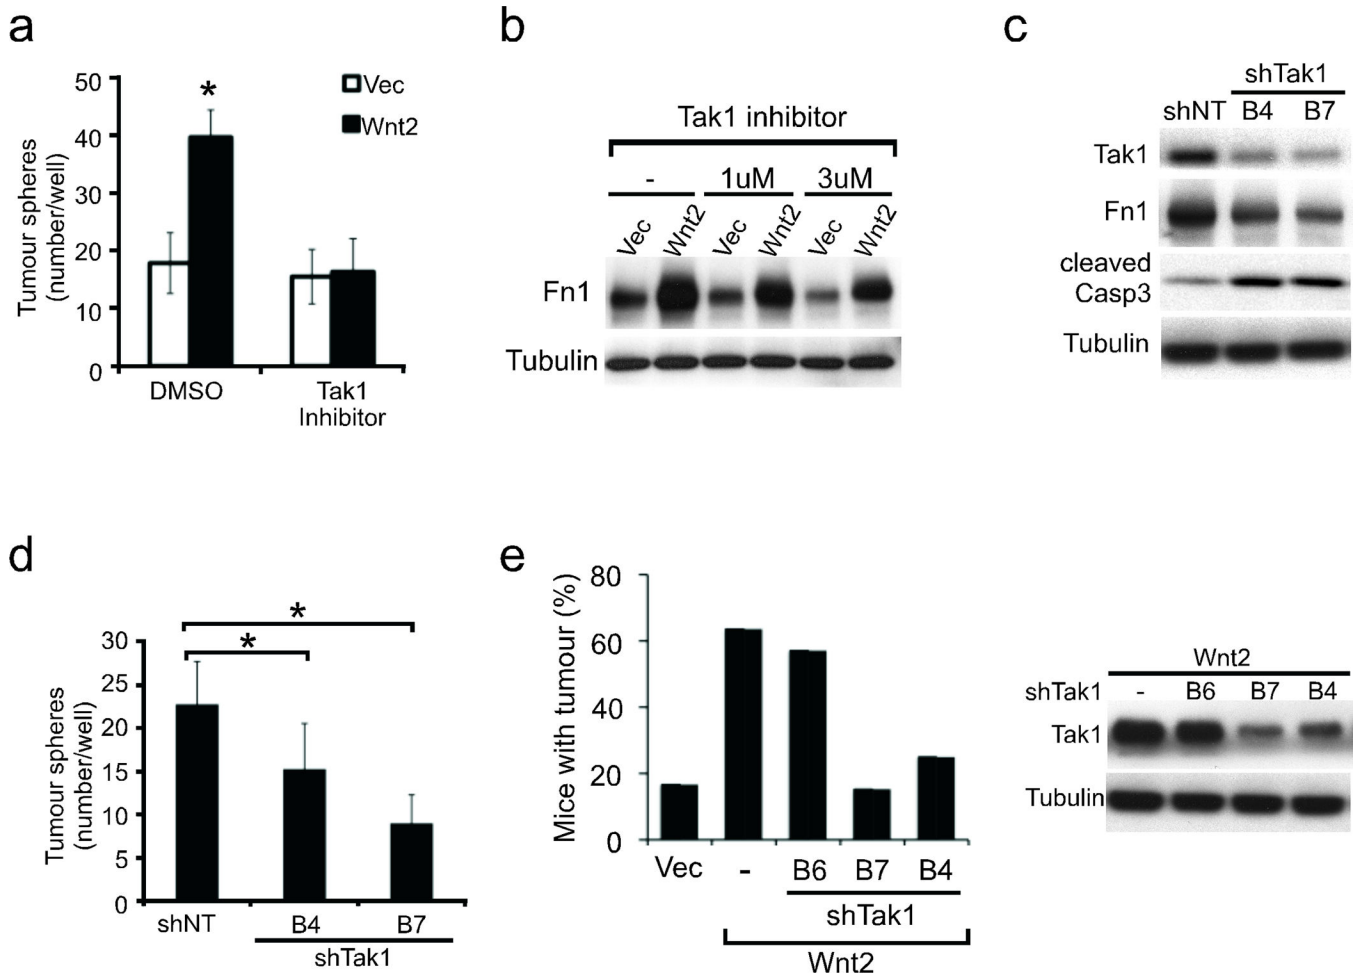 a
50
40
30
20
10
0
Tumour spheres
(number/well)
*
Vec
Wnt2
DMSO
Tak1
Inhibitor
b
Tak1 inhibitor
- 1uM 3uM
Vec Wnt2 Vec Wnt2 Vec Wnt2
Fn1
Tubulin
c
shTak1
shNT B4 B7
Tak1
Fn1
cleaved
Casp3
Tubulin
d
30
25
20
15
10
5
0
Tumour spheres
(number/well)
*
*
shNT B4 B7
shTak1
e
80
60
40
20
0
Mice with tumour (%)
Vec - B6 B7 B4
shTak1
Wnt2
Wnt2
shTak1 - B6 B7 B4
Tak1
Tubulin